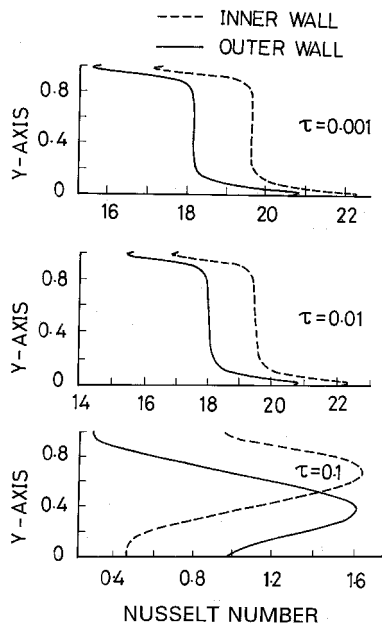 INNER WALL
OUTER WALL
Y-AXIS
0.8
0.4
0
τ=0.001
16 18 20 22
Y-AXIS
0.8
0.4
0
τ=0.01
14 16 18 20 22
Y-AXIS
0.8
0.4
0
τ=0.1
0.4 0.8 1.2 1.6
NUSSELT NUMBER